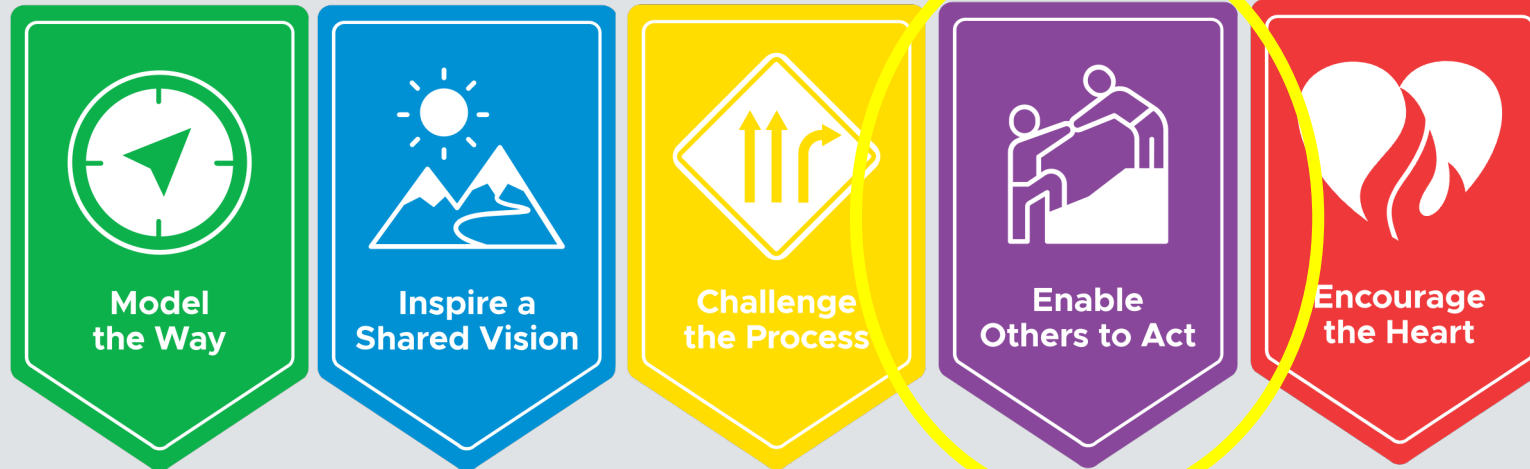 Model
the Way
Inspire a
Shared Vision
Challenge
the Process
Enable
Others to Act
Encourage
the Heart